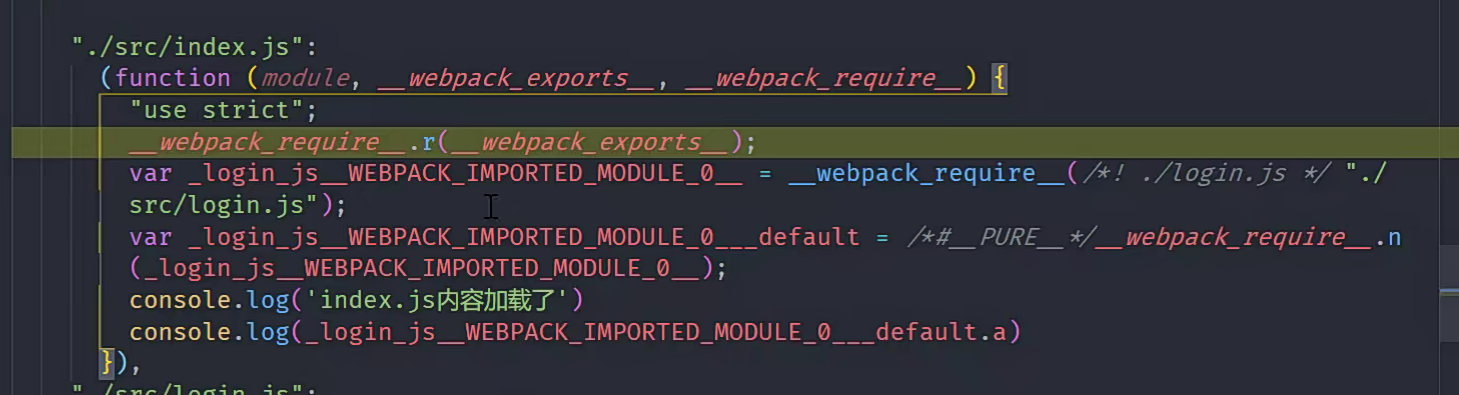 "./src/index.js":
(function (module, __webpack_exports__, __webpack_require__) {
"use strict";
__webpack_require__.r(__webpack_exports__);
var _login_js__WEBPACK_IMPORTED_MODULE_0__ = __webpack_require__(/*! ./login.js */ "./
src/login.js");
var _login_js__WEBPACK_IMPORTED_MODULE_0___default = /*#__PURE__*/__webpack_require__.n
(_login_js__WEBPACK_IMPORTED_MODULE_0__);
console.log('index.js内容加载了')
console.log(_login_js__WEBPACK_IMPORTED_MODULE_0___default.a)
}),
"./src/login.js":